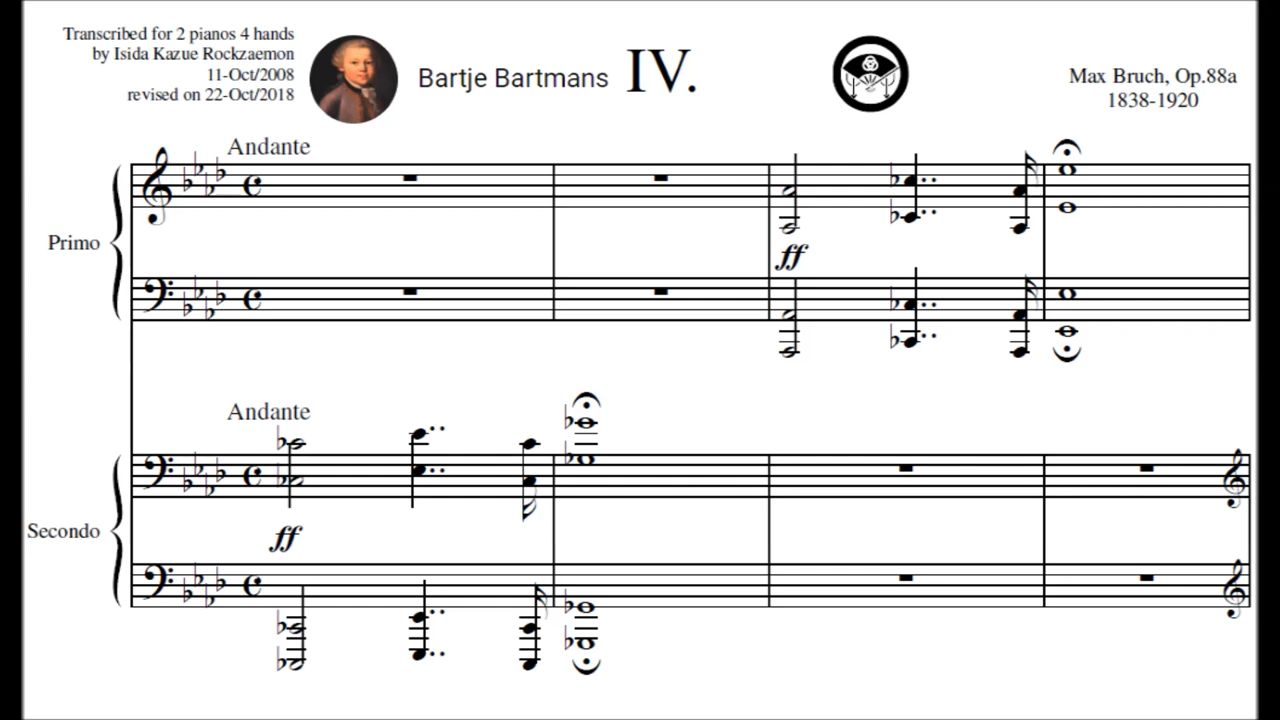 Transcribed for 2 pianos 4 hands
by Isida Kazue Rockzaemon
11-Oct/2008
revised on 22-Oct/2018
Bartje Bartmans
IV.
Max Bruch, Op.88a
1838-1920
Andante
Primo
ff
Andante
Secondo
ff